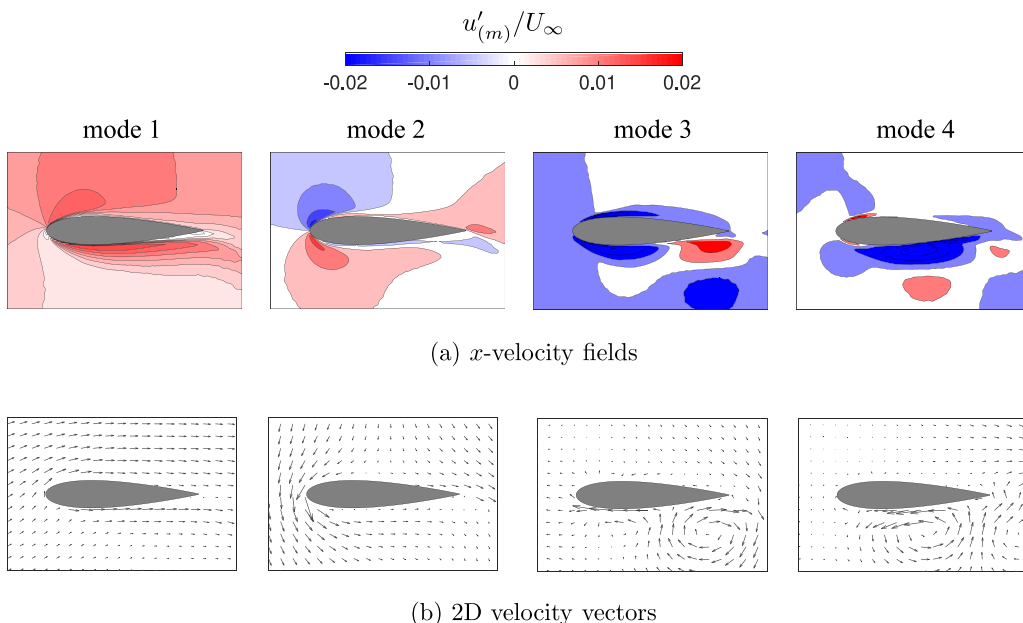 u′(m)/U∞
-0.02 -0.01 0 0.01 0.02
mode 1 mode 2 mode 3 mode 4
(a) x-velocity fields
(b) 2D velocity vectors